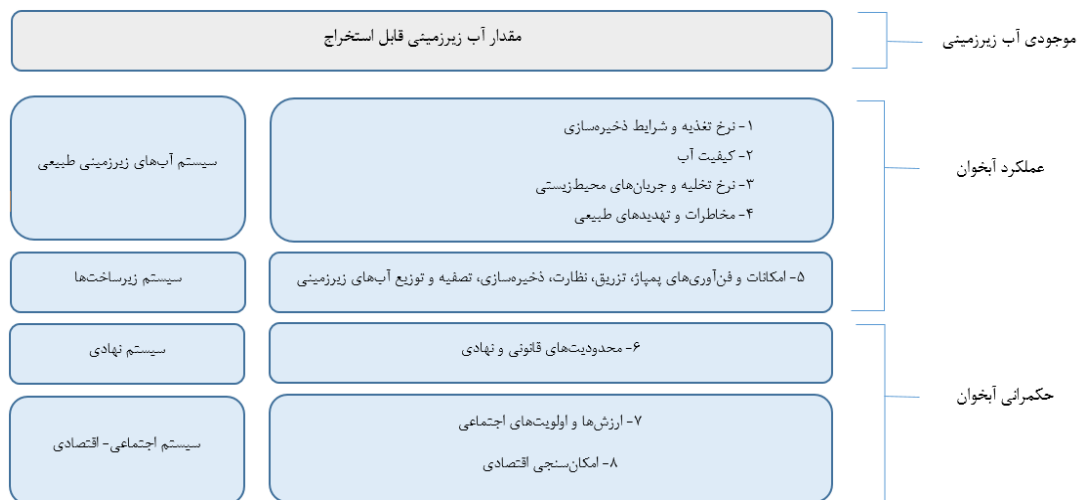 موجودی آب زیرزمینی
مقدار آب زیرزمینی قابل استخراج
عملکرد آبخوان
۱- نرخ تغذیه و شرایط ذخیره‌سازی
۲- کیفیت آب
۳- نرخ تخلیه و جریان‌های محیط‌زیستی
۴- مخاطرات و تهدیدهای طبیعی
سیستم آب‌های زیرزمینی طبیعی
۵- امکانات و فن‌آوری‌های پمپاژ، تزریق، نظارت، ذخیره‌سازی، تصفیه و توزیع آب‌های زیرزمینی
سیستم زیرساخت‌ها
حکمرانی آبخوان
۶- محدودیت‌های قانونی و نهادی
سیستم نهادی
۷- ارزش‌ها و اولویت‌های اجتماعی
۸- امکان‌سنجی اقتصادی
سیستم اجتماعی- اقتصادی